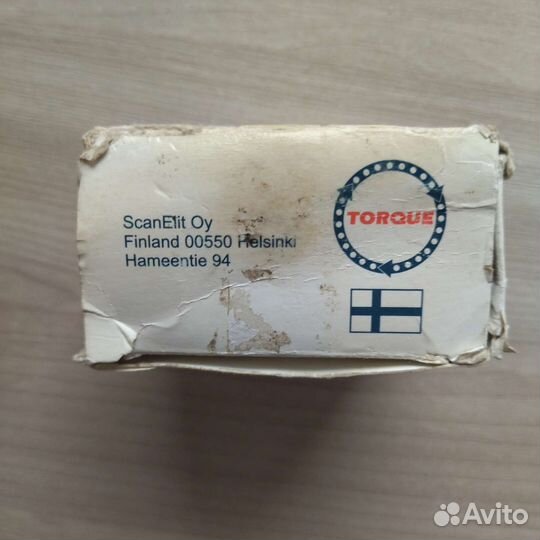 ScanElit Oy
Finland 00550 Helsinki
Hameentie 94
TORQUE
Avito